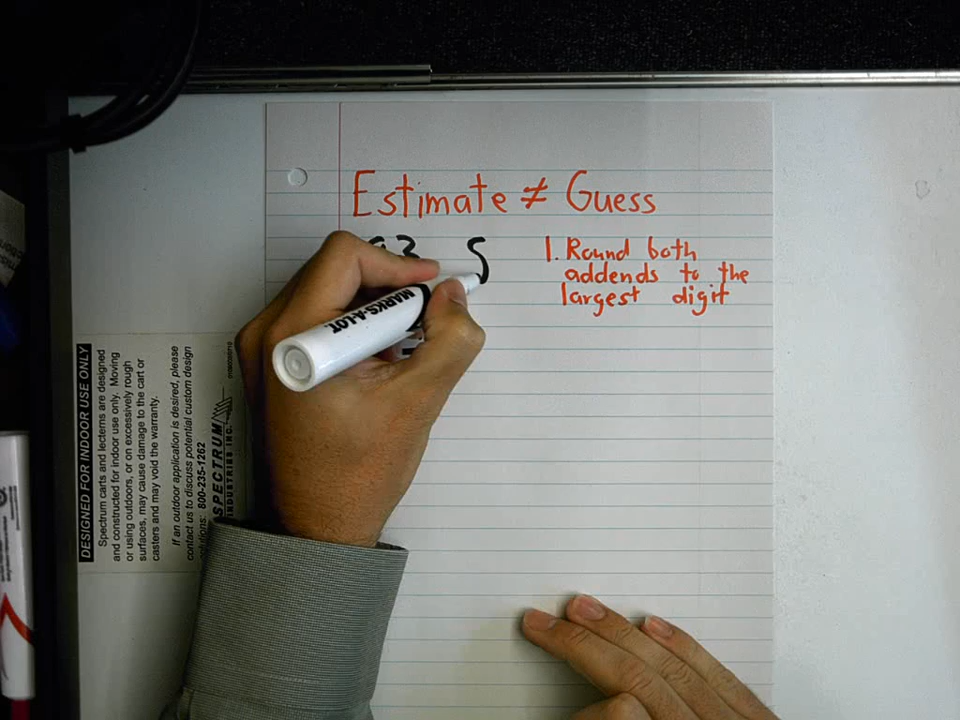 Estimate ≠ Guess
93 5
1. Round both
addends to the
largest digit
MARKS-A-LOT.
DESIGNED FOR INDOOR USE ONLY
Spectrum carts and lecterns are designed
and constructed for indoor use only. Moving
or using outdoors, or on excessively rough
surfaces, may cause damage to the cart or
casters and may void the warranty.
If an outdoor application is desired, please
contact us to discuss potential custom design
solutions: 800-235-1262
SPECTRUM
INDUSTRIES INC.